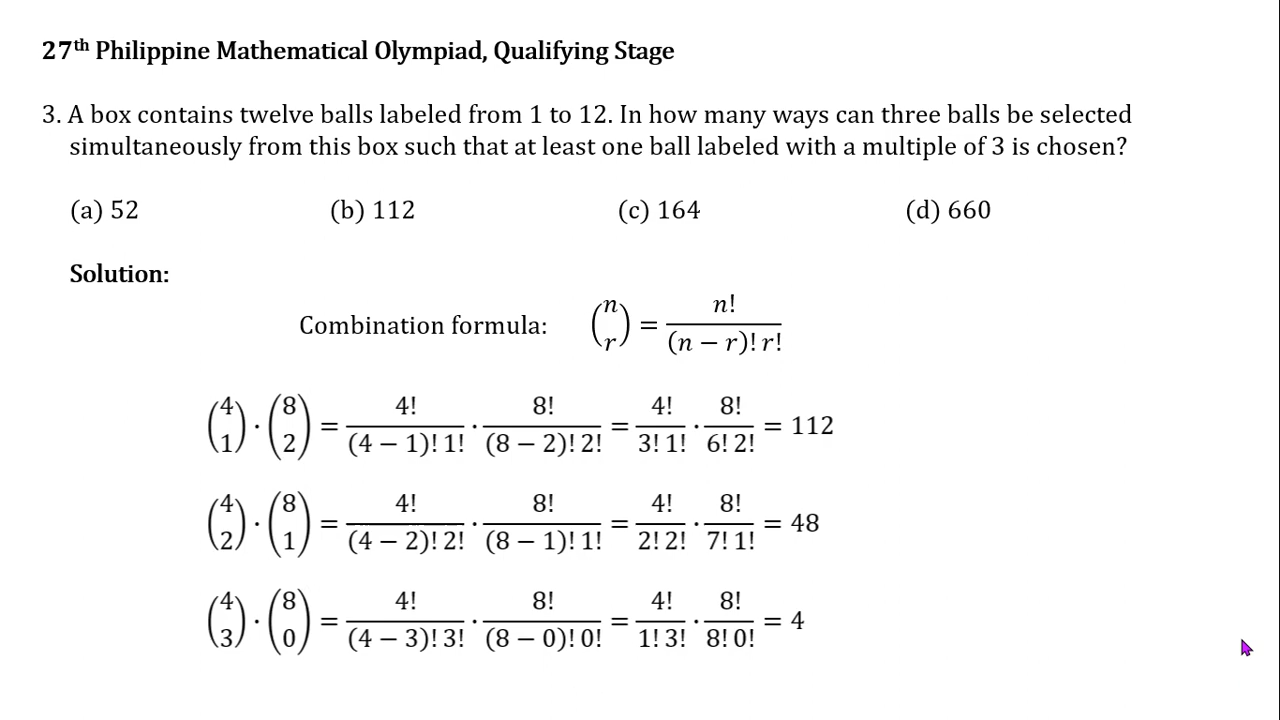 27th Philippine Mathematical Olympiad, Qualifying Stage
3. A box contains twelve balls labeled from 1 to 12. In how many ways can three balls be selected
simultaneously from this box such that at least one ball labeled with a multiple of 3 is chosen?
(a) 52 (b) 112 (c) 164 (d) 660
Solution:
Combination formula: (n r) = n! / (n − r)! r!
(4 1) · (8 2) = 4! / (4 − 1)! 1! · 8! / (8 − 2)! 2! = 4! / 3! 1! · 8! / 6! 2! = 112
(4 2) · (8 1) = 4! / (4 − 2)! 2! · 8! / (8 − 1)! 1! = 4! / 2! 2! · 8! / 7! 1! = 48
(4 3) · (8 0) = 4! / (4 − 3)! 3! · 8! / (8 − 0)! 0! = 4! / 1! 3! · 8! / 8! 0! = 4